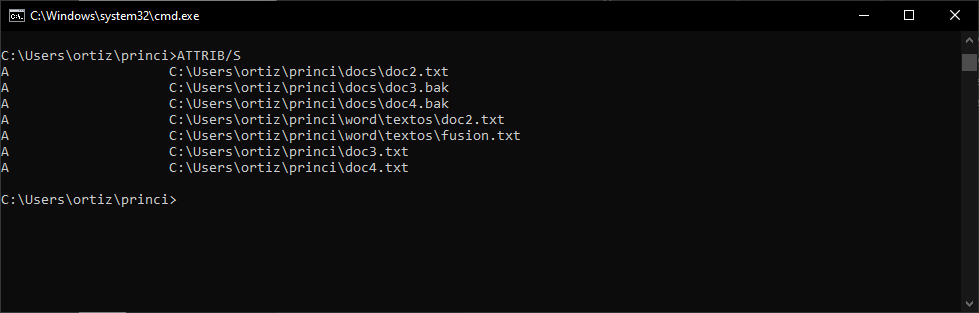 C:\Windows\system32\cmd.exe
C:\Users\ortiz\princi>ATTRIB/S
A                    C:\Users\ortiz\princi\docs\doc2.txt
A                    C:\Users\ortiz\princi\docs\doc3.bak
A                    C:\Users\ortiz\princi\docs\doc4.bak
A                    C:\Users\ortiz\princi\word\textos\doc2.txt
A                    C:\Users\ortiz\princi\word\textos\fusion.txt
A                    C:\Users\ortiz\princi\doc3.txt
A                    C:\Users\ortiz\princi\doc4.txt
C:\Users\ortiz\princi>